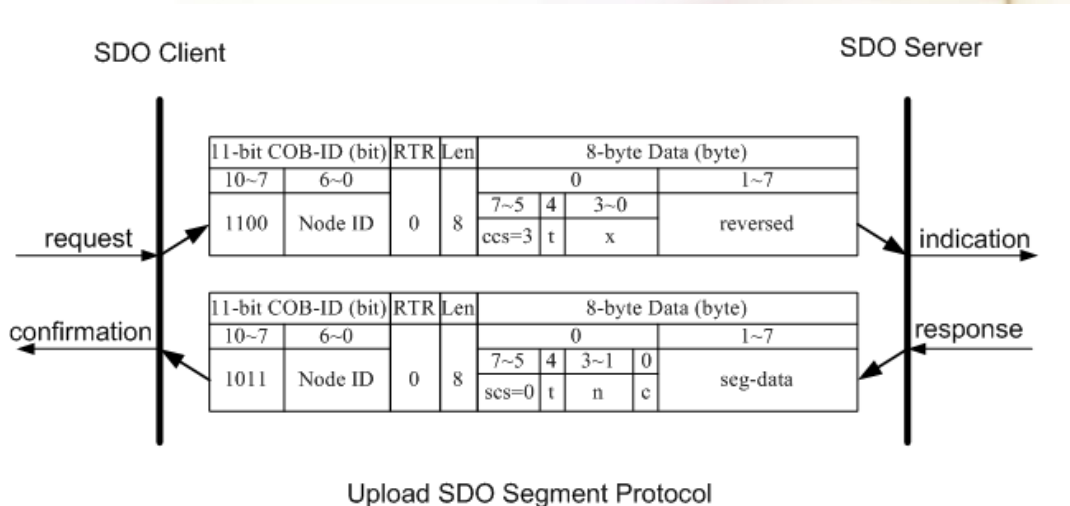 SDO Client
SDO Server
11-bit COB-ID (bit) RTR Len 8-byte Data (byte)
10~7 6~0 0 1~7
7~5 4 3~0
1100 Node ID 0 8 ccs=3 t x reversed
request
indication
11-bit COB-ID (bit) RTR Len 8-byte Data (byte)
10~7 6~0 0 1~7
7~5 4 3~1 0
1011 Node ID 0 8 scs=0 t n c seg-data
confirmation
response
Upload SDO Segment Protocol